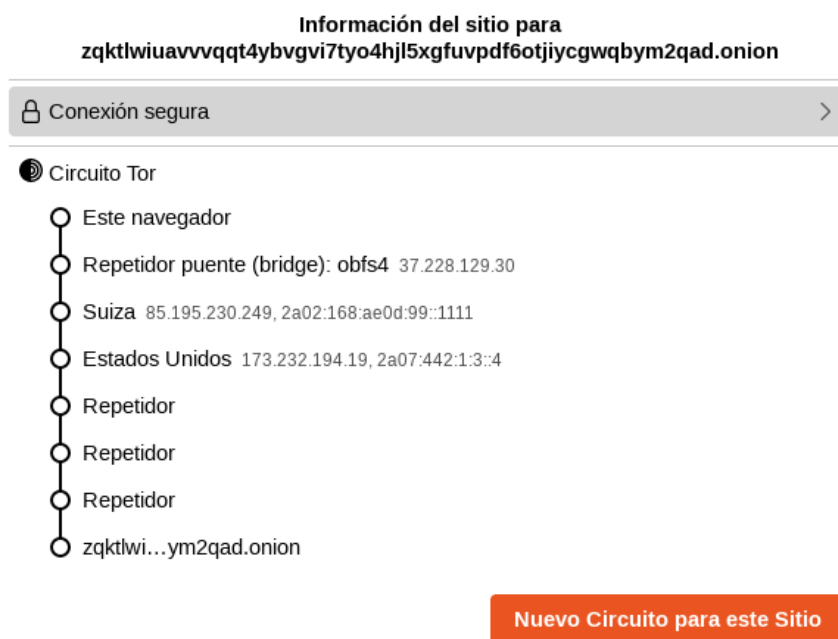 Información del sitio para
zqktlwiuavvvqqt4ybvgvi7tyo4hjl5xgfuvpdf6otjiycgwqbym2qad.onion
Conexión segura
Circuito Tor
Este navegador
Repetidor puente (bridge): obfs4 37.228.129.30
Suiza 85.195.230.249, 2a02:168:ae0d:99::1111
Estados Unidos 173.232.194.19, 2a07:442:1:3::4
Repetidor
Repetidor
Repetidor
zqktlwi…ym2qad.onion
Nuevo Circuito para este Sitio